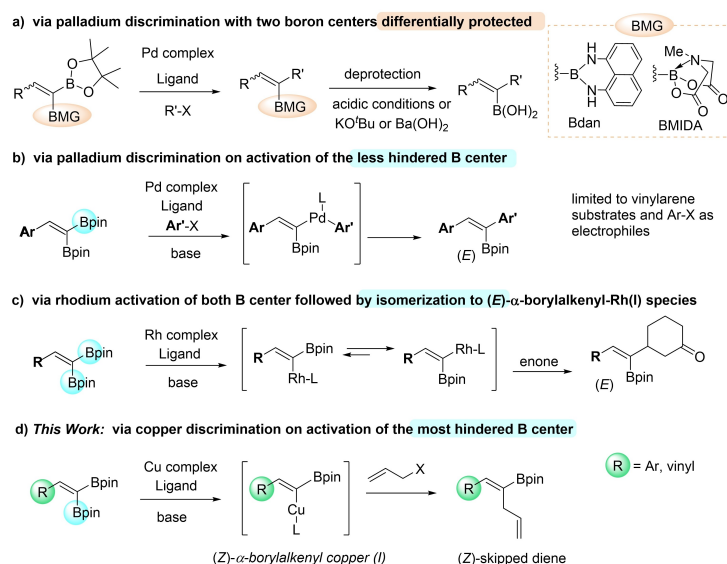 a) via palladium discrimination with two boron centers differentially protected
BMG
R
B
O
O
BMG
Pd complex
Ligand
R'-X
R
R'
BMG
deprotection
acidic conditions or
KOᵗBu or Ba(OH)₂
R
R'
B(OH)₂
B
H
N
N
H
Bdan
Me
N
B
O
O
O
O
BMIDA
b) via palladium discrimination on activation of the less hindered B center
Ar
Bpin
Bpin
Pd complex
Ligand
Ar'-X
base
L
Ar
Pd
Ar'
Bpin
Ar
Ar'
Bpin
(E)
limited to vinylarene
substrates and Ar-X as
electrophiles
c) via rhodium activation of both B center followed by isomerization to (E)-α-borylalkenyl-Rh(I) species
R
Bpin
Bpin
Rh complex
Ligand
base
R
Bpin
Rh-L
R
Rh-L
Bpin
enone
R
Bpin
(E)
O
d) This Work: via copper discrimination on activation of the most hindered B center
R
Bpin
Bpin
Cu complex
Ligand
base
R
Bpin
Cu
L
X
R
Bpin
R = Ar, vinyl
(Z)-α-borylalkenyl copper (I)
(Z)-skipped diene